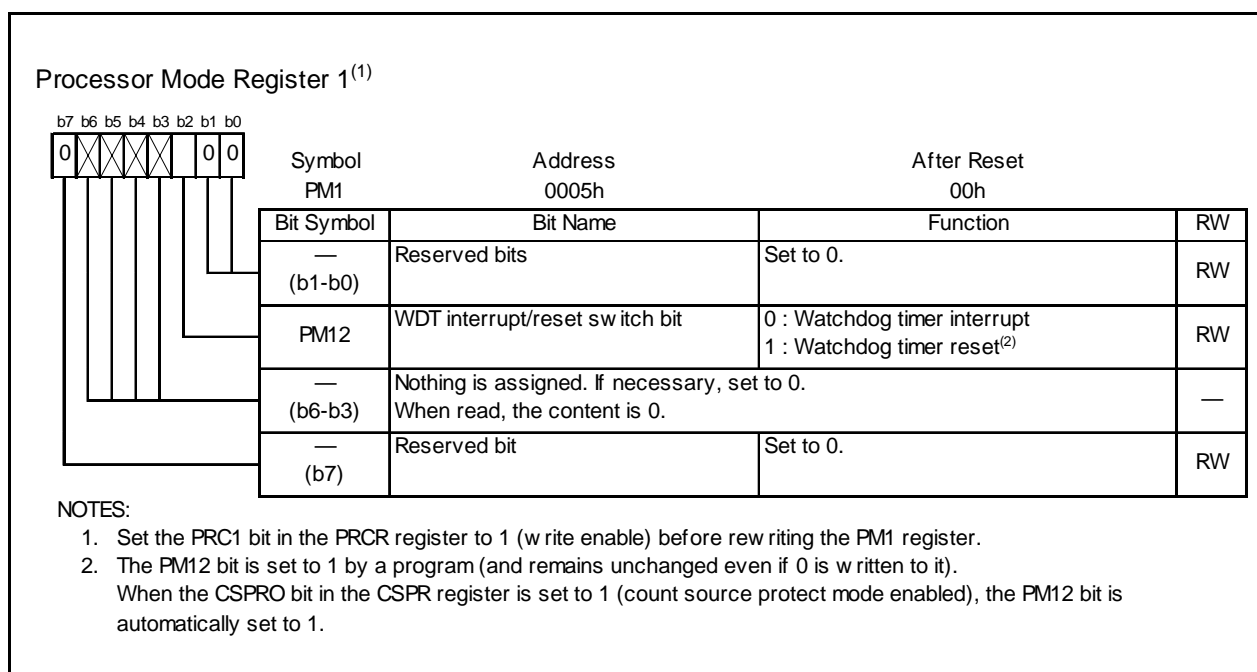 Processor Mode Register 1(1)
b7 b6 b5 b4 b3 b2 b1 b0
0 0 0
Symbol Address After Reset
PM1 0005h 00h
Bit Symbol Bit Name Function RW
— Reserved bits Set to 0.
(b1-b0) RW
PM12 WDT interrupt/reset switch bit 0 : Watchdog timer interrupt RW
1 : Watchdog timer reset(2)
— Nothing is assigned. If necessary, set to 0. —
(b6-b3) When read, the content is 0.
— Reserved bit Set to 0. RW
(b7)
NOTES:
1. Set the PRC1 bit in the PRCR register to 1 (write enable) before rewriting the PM1 register.
2. The PM12 bit is set to 1 by a program (and remains unchanged even if 0 is written to it).
When the CSPRO bit in the CSPR register is set to 1 (count source protect mode enabled), the PM12 bit is
automatically set to 1.